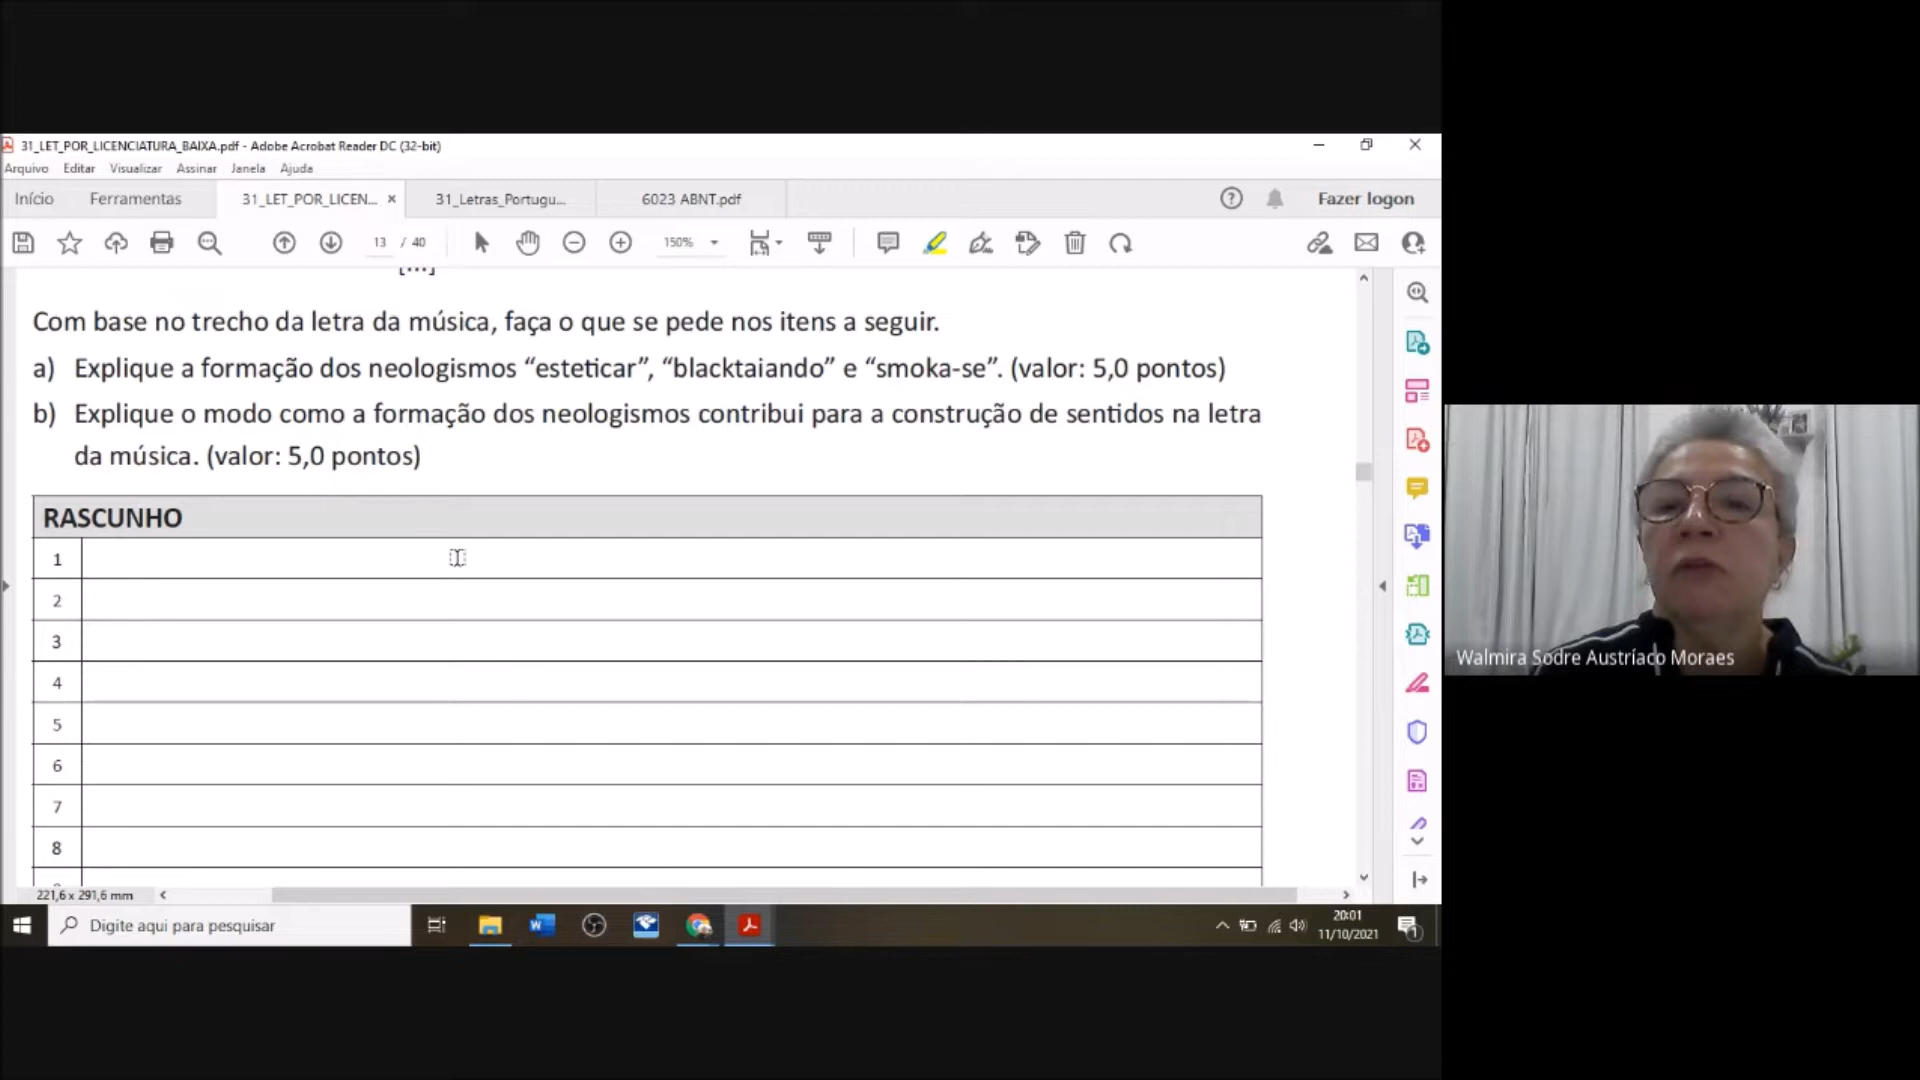 31_LET_POR_LICENCIATURA_BAIXA.pdf - Adobe Acrobat Reader DC (32-bit)
Arquivo Editar Visualizar Assinar Janela Ajuda
Início Ferramentas 31_LET_POR_LICEN... × 31_Letras_Portugu... 6023 ABNT.pdf Fazer logon
13 / 40 150%
[...]
Com base no trecho da letra da música, faça o que se pede nos itens a seguir.
a) Explique a formação dos neologismos “esteticar”, “blacktaiando” e “smoka-se”. (valor: 5,0 pontos)
b) Explique o modo como a formação dos neologismos contribui para a construção de sentidos na letra
da música. (valor: 5,0 pontos)
RASCUNHO
1
2
3
4
5
6
7
8
221,6 x 291,6 mm
Digite aqui para pesquisar
20:01
11/10/2021
1
Walmira Sodre Austríaco Moraes